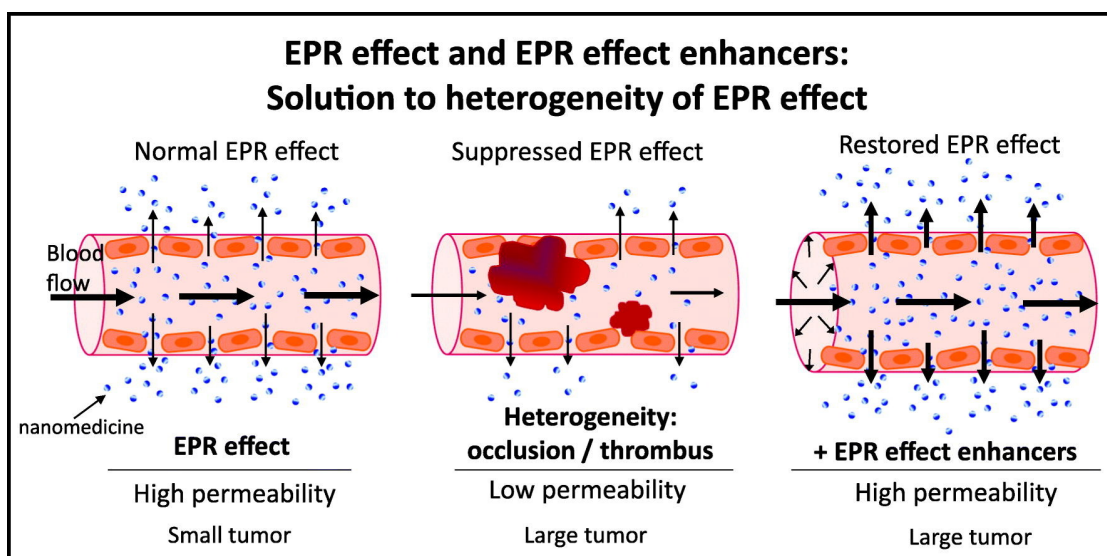 EPR effect and EPR effect enhancers:
Solution to heterogeneity of EPR effect
Normal EPR effect
Suppressed EPR effect
Restored EPR effect
Blood
flow
nanomedicine
EPR effect
High permeability
Small tumor
Heterogeneity:
occlusion / thrombus
Low permeability
Large tumor
+ EPR effect enhancers
High permeability
Large tumor